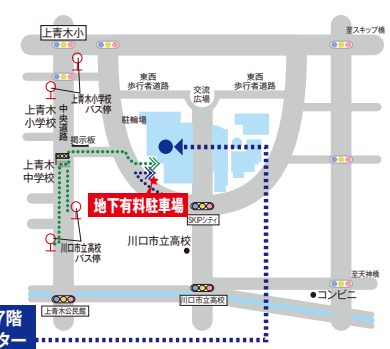 上青木小
至スキップ橋
東西
歩行者道路
交流
広場
東西
歩行者道路
上青木小学校
バス停
上青木
小学校
中央道路
駐輪場
掲示板
上青木
中学校
地下有料駐車場
SKIPシティ
川口市立高校
バス停
川口市立高校
至天神橋
コンビニ
川口市立高校
上青木公民館
7階
ター